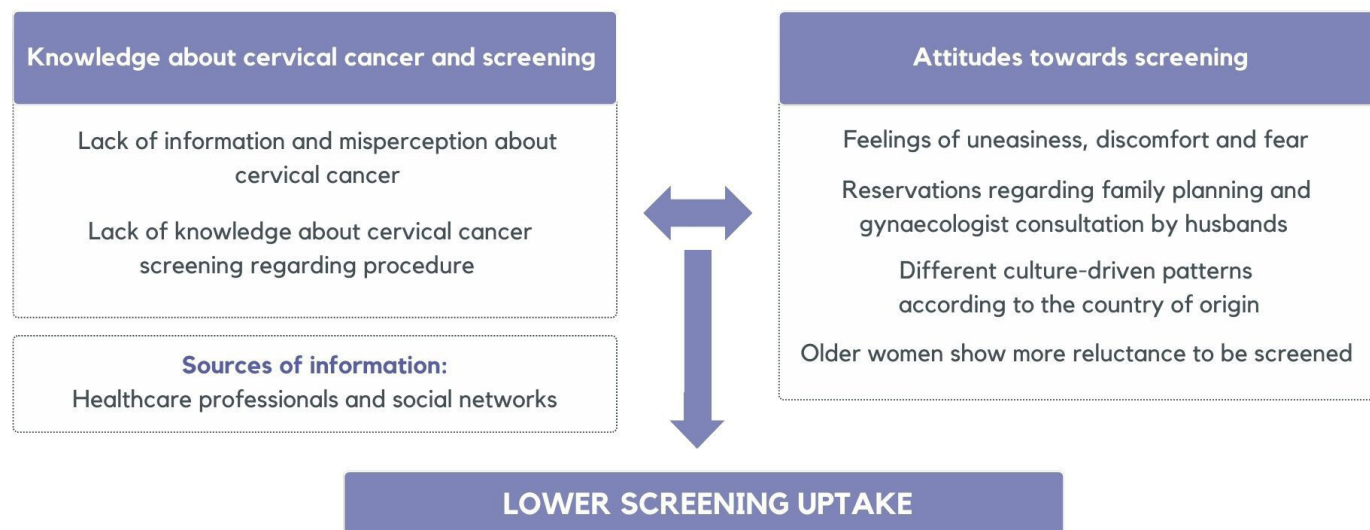 Knowledge about cervical cancer and screening
Lack of information and misperception about
cervical cancer
Lack of knowledge about cervical cancer
screening regarding procedure
Sources of information:
Healthcare professionals and social networks
Attitudes towards screening
Feelings of uneasiness, discomfort and fear
Reservations regarding family planning and
gynaecologist consultation by husbands
Different culture-driven patterns
according to the country of origin
Older women show more reluctance to be screened
LOWER SCREENING UPTAKE